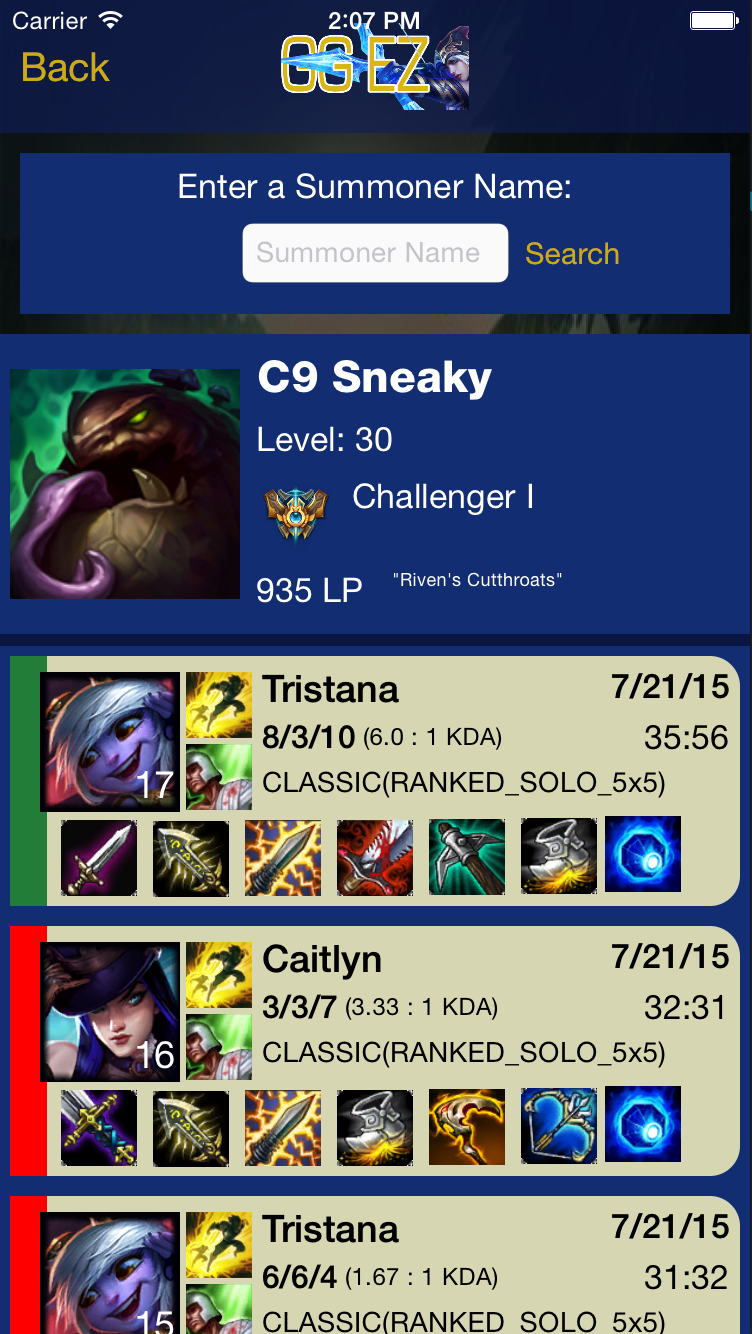 Carrier 2:07 PM
Back GG EZ
Enter a Summoner Name:
Summoner Name Search
C9 Sneaky
Level: 30
Challenger I
935 LP "Riven's Cutthroats"
Tristana 7/21/15
8/3/10 (6.0 : 1 KDA) 35:56
CLASSIC(RANKED_SOLO_5x5)
17
Caitlyn 7/21/15
3/3/7 (3.33 : 1 KDA) 32:31
CLASSIC(RANKED_SOLO_5x5)
16
Tristana 7/21/15
6/6/4 (1.67 : 1 KDA) 31:32
CLASSIC(RANKED_SOLO_5x5)
15